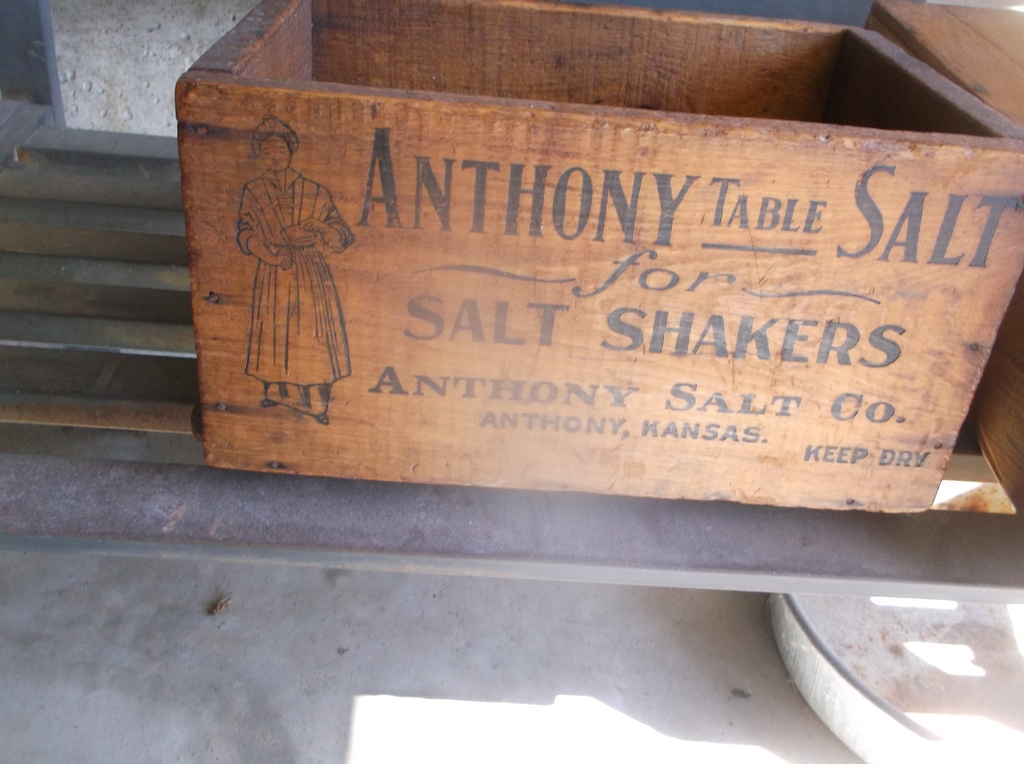 ANTHONY TABLE SALT
for
SALT SHAKERS
ANTHONY SALT CO.
ANTHONY, KANSAS.
KEEP DRY